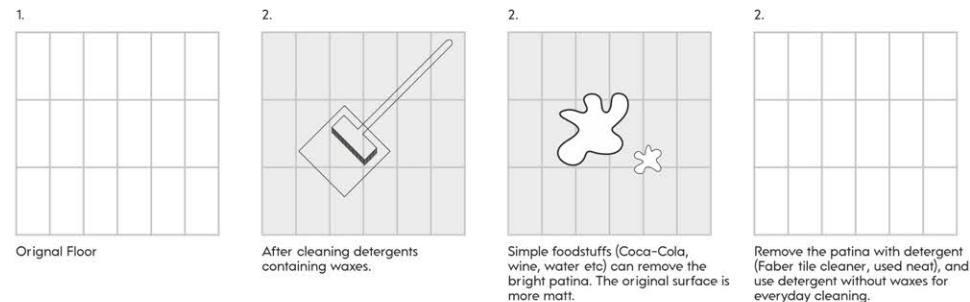 1.
2.
2.
2.
Orignal Floor
After cleaning detergents
containing waxes.
Simple foodstuffs (Coca-Cola,
wine, water etc) can remove the
bright patina. The original surface is
more matt.
Remove the patina with detergent
(Faber tile cleaner, used neat), and
use detergent without waxes for
everyday cleaning.